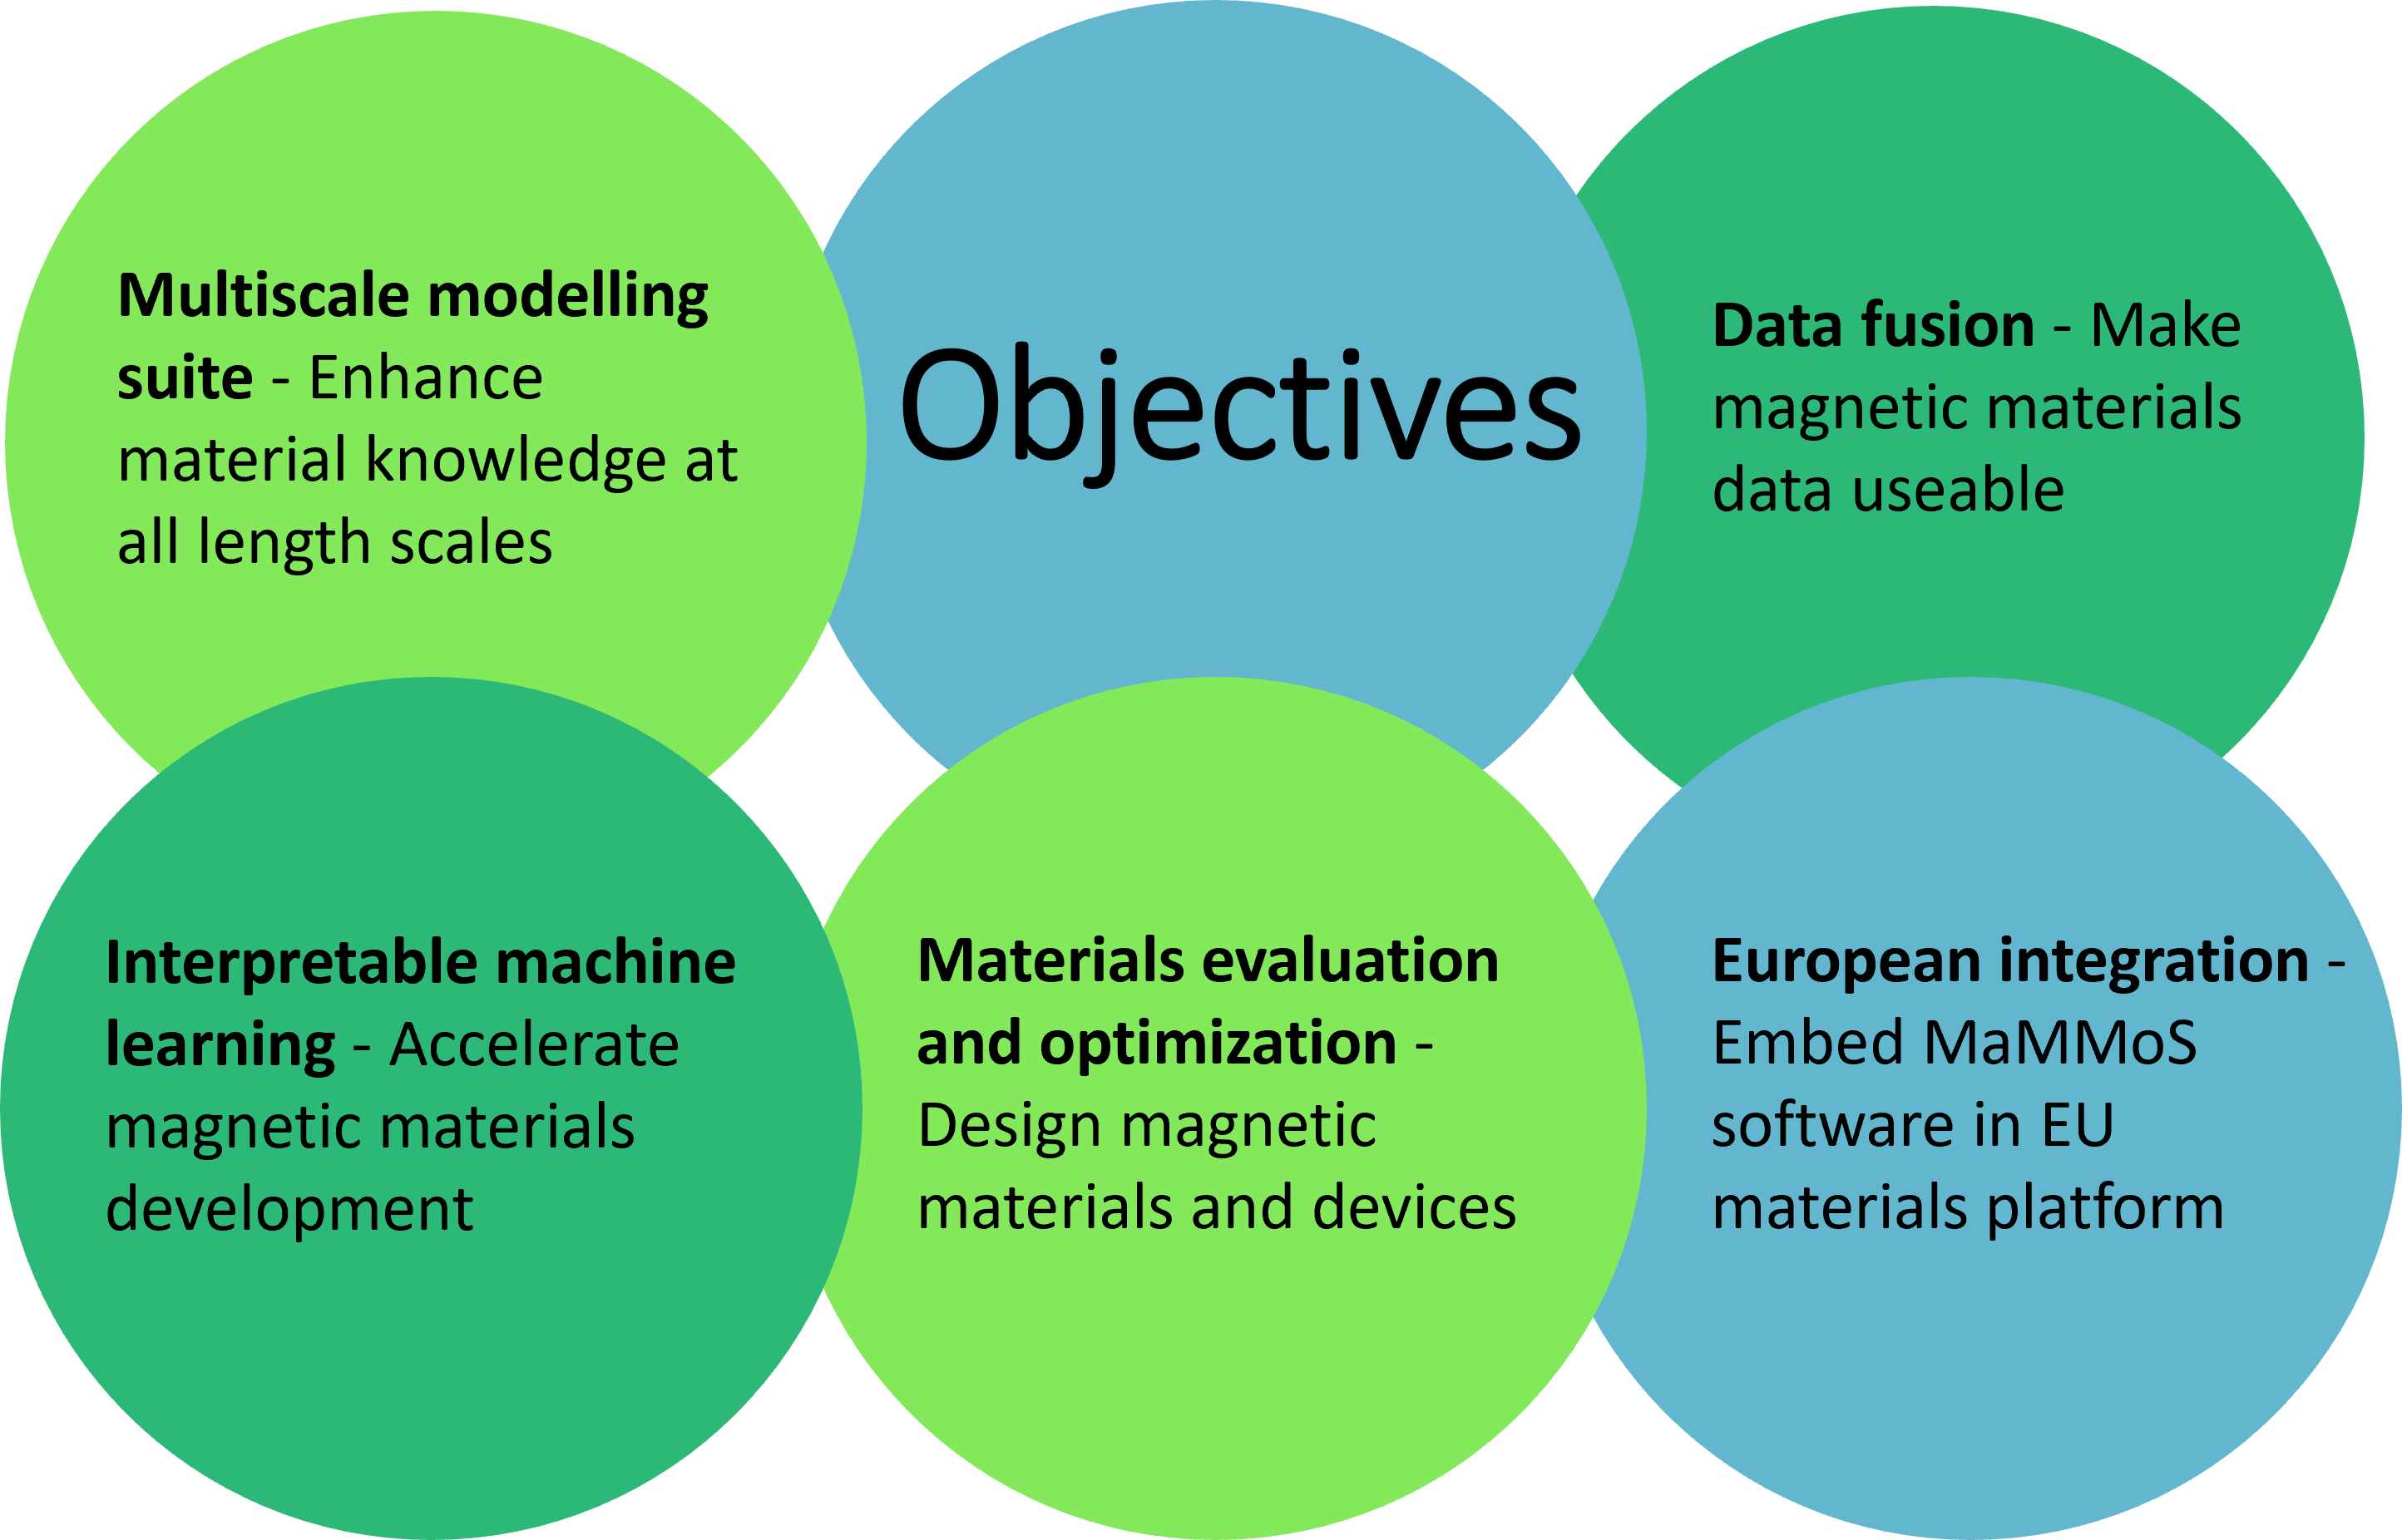 Multiscale modelling
suite - Enhance
material knowledge at
all length scales
Objectives
Data fusion - Make
magnetic materials
data useable
Interpretable machine
learning - Accelerate
magnetic materials
development
Materials evaluation
and optimization -
Design magnetic
materials and devices
European integration -
Embed MaMMoS
software in EU
materials platform